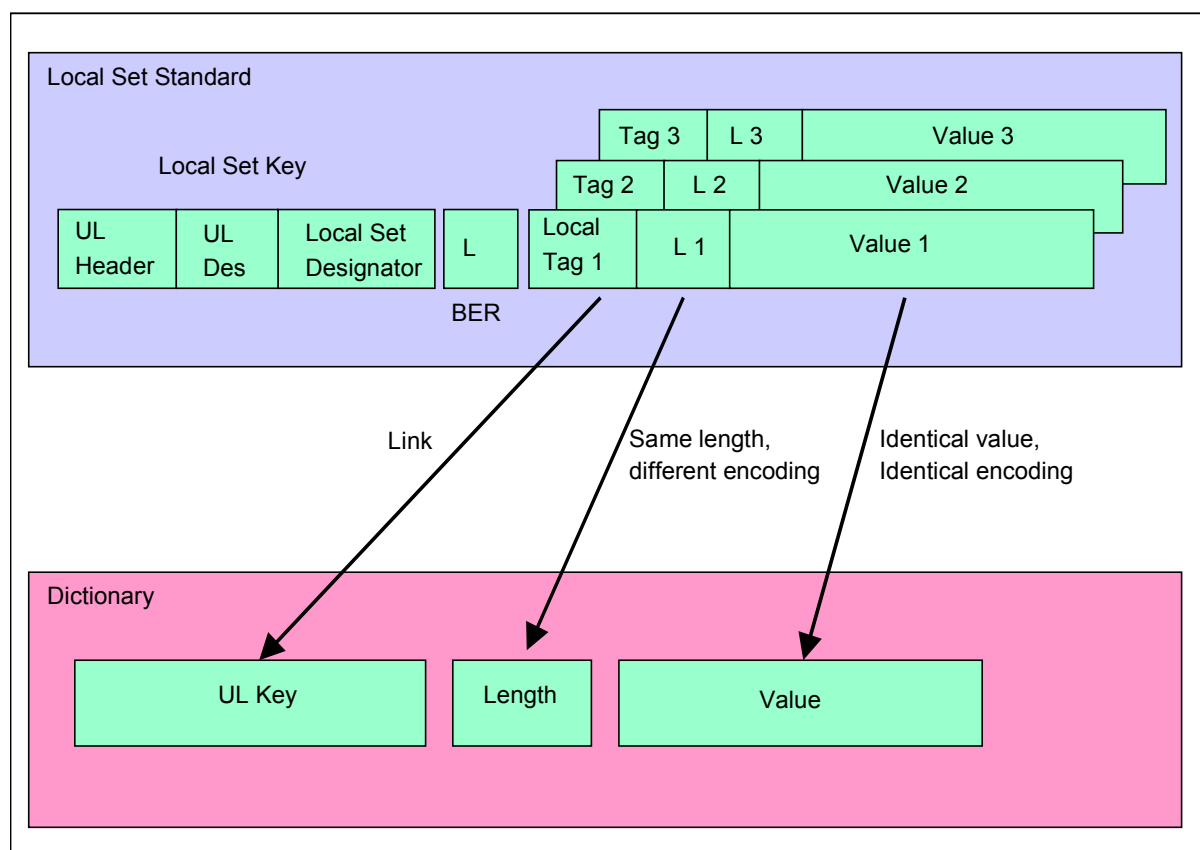 Local Set Standard
Tag 3
L 3
Value 3
Local Set Key
Tag 2
L 2
Value 2
UL
Header
UL
Des
Local Set
Designator
L
Local
Tag 1
L 1
Value 1
BER
Link
Same length,
different encoding
Identical value,
Identical encoding
Dictionary
UL Key
Length
Value